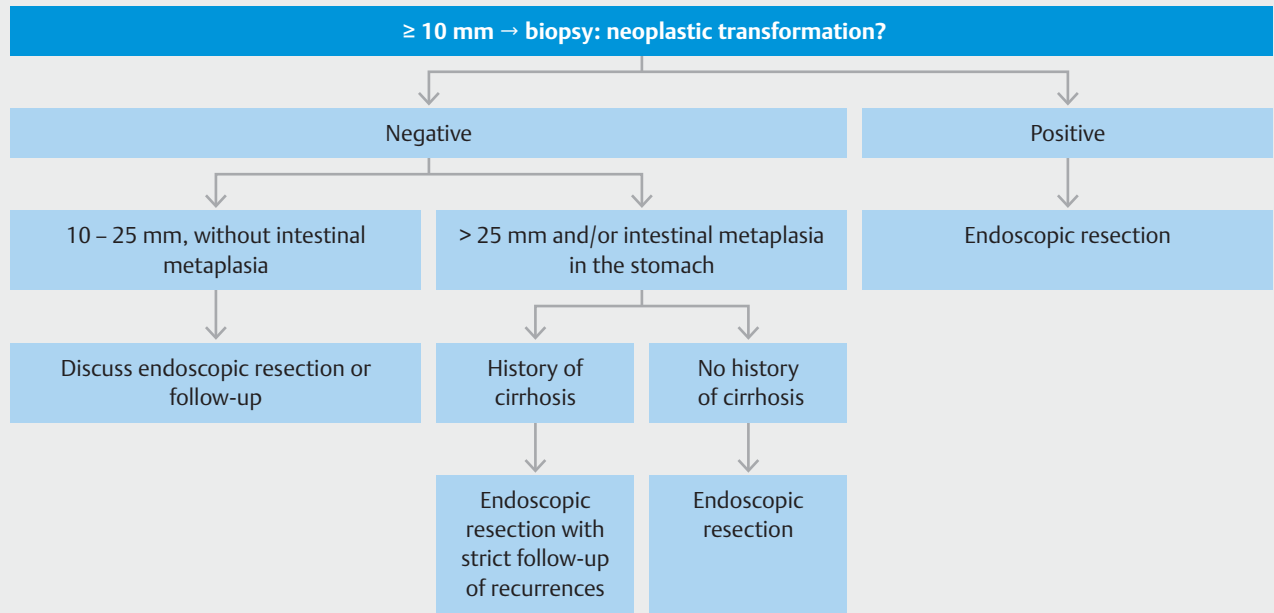 ≥ 10 mm → biopsy: neoplastic transformation?
Negative
Positive
10 – 25 mm, without intestinal
metaplasia
> 25 mm and/or intestinal metaplasia
in the stomach
Endoscopic resection
Discuss endoscopic resection or
follow-up
History of
cirrhosis
No history
of cirrhosis
Endoscopic
resection with
strict follow-up
of recurrences
Endoscopic
resection